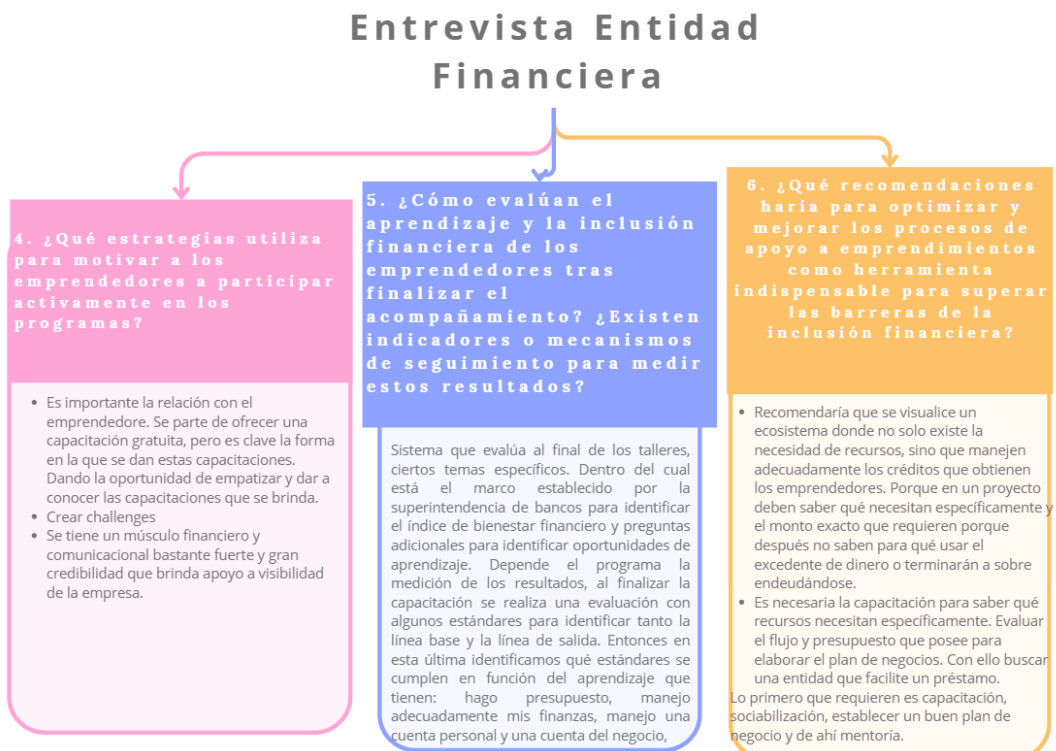 Entrevista Entidad
Financiera
4. ¿Qué estrategias utiliza
para motivar a los
emprendedores a participar
activamente en los
programas?
• Es importante la relación con el
emprendedore. Se parte de ofrecer una
capacitación gratuita, pero es clave la forma
en la que se dan estas capacitaciones.
Dando la oportunidad de empatizar y dar a
conocer las capacitaciones que se brinda.
• Crear challenges
• Se tiene un músculo financiero y
comunicacional bastante fuerte y gran
credibilidad que brinda apoyo a visibilidad
de la empresa.
5. ¿Cómo evalúan el
aprendizaje y la inclusión
financiera de los
emprendedores tras
finalizar el
acompañamiento? ¿Existen
indicadores o mecanismos
de seguimiento para medir
estos resultados?
Sistema que evalúa al final de los talleres,
ciertos temas específicos. Dentro del cual
está el marco establecido por la
superintendencia de bancos para identificar
el índice de bienestar financiero y preguntas
adicionales para identificar oportunidades de
aprendizaje. Depende el programa la
medición de los resultados, al finalizar la
capacitación se realiza una evaluación con
algunos estándares para identificar tanto la
línea base y la línea de salida. Entonces en
esta última identificamos qué estándares se
cumplen en función del aprendizaje que
tienen: hago presupuesto, manejo
adecuadamente mis finanzas, manejo una
cuenta personal y una cuenta del negocio,
6. ¿Qué recomendaciones
haría para optimizar y
mejorar los procesos de
apoyo a emprendimientos
como herramienta
indispensable para superar
las barreras de la
inclusión financiera?
• Recomendaría que se visualice un
ecosistema donde no solo existe la
necesidad de recursos, sino que manejen
adecuadamente los créditos que obtienen
los emprendedores. Porque en un proyecto
deben saber qué necesitan específicamente y
el monto exacto que requieren porque
después no saben para qué usar el
excedente de dinero o terminarán a sobre
endeudándose.
• Es necesaria la capacitación para saber qué
recursos necesitan específicamente. Evaluar
el flujo y presupuesto que posee para
elaborar el plan de negocios. Con ello buscar
una entidad que facilite un préstamo.
Lo primero que requieren es capacitación,
sociabilización, establecer un buen plan de
negocio y de ahí mentoría.